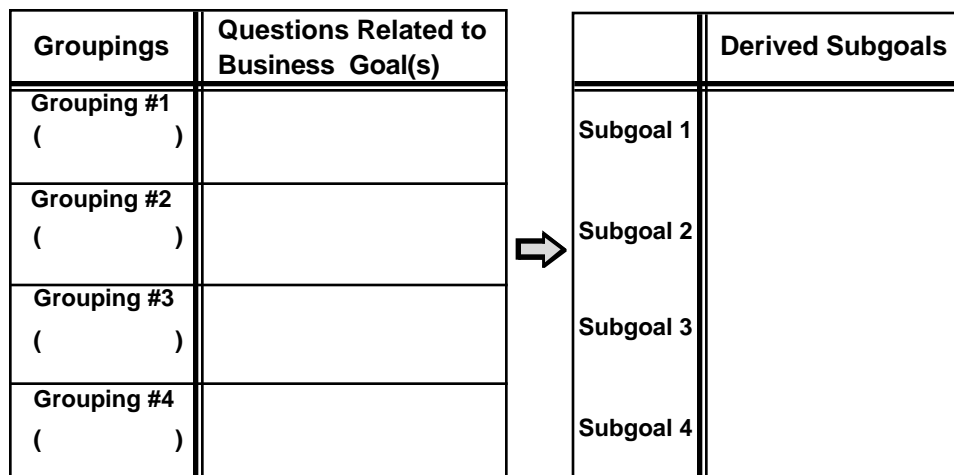 Groupings
Questions Related to
Business Goal(s)
Grouping #1
( )
Grouping #2
( )
Grouping #3
( )
Grouping #4
( )
Derived Subgoals
Subgoal 1
Subgoal 2
Subgoal 3
Subgoal 4